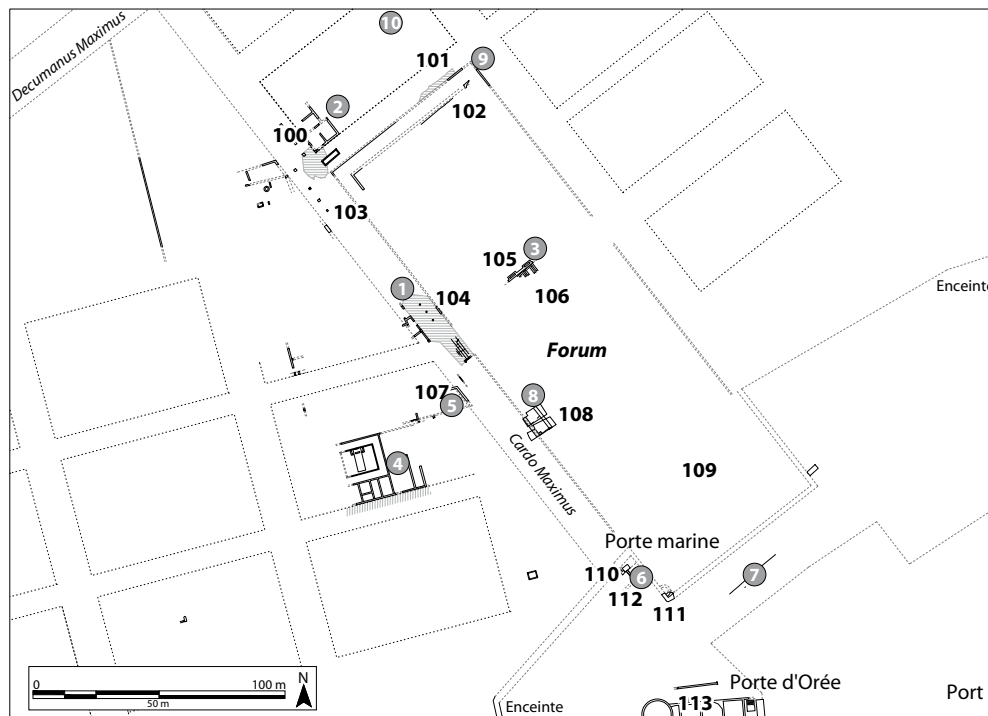 10
Decumanus Maximus
101
9
2
102
100
103
3
105
106
Enceinte
1
104
Forum
107
5
8
108
4
Cardo Maximus
109
Porte marine
110
6
7
112
111
0
100 m
N
50 m
Enceinte
Porte d'Orée
113
Port